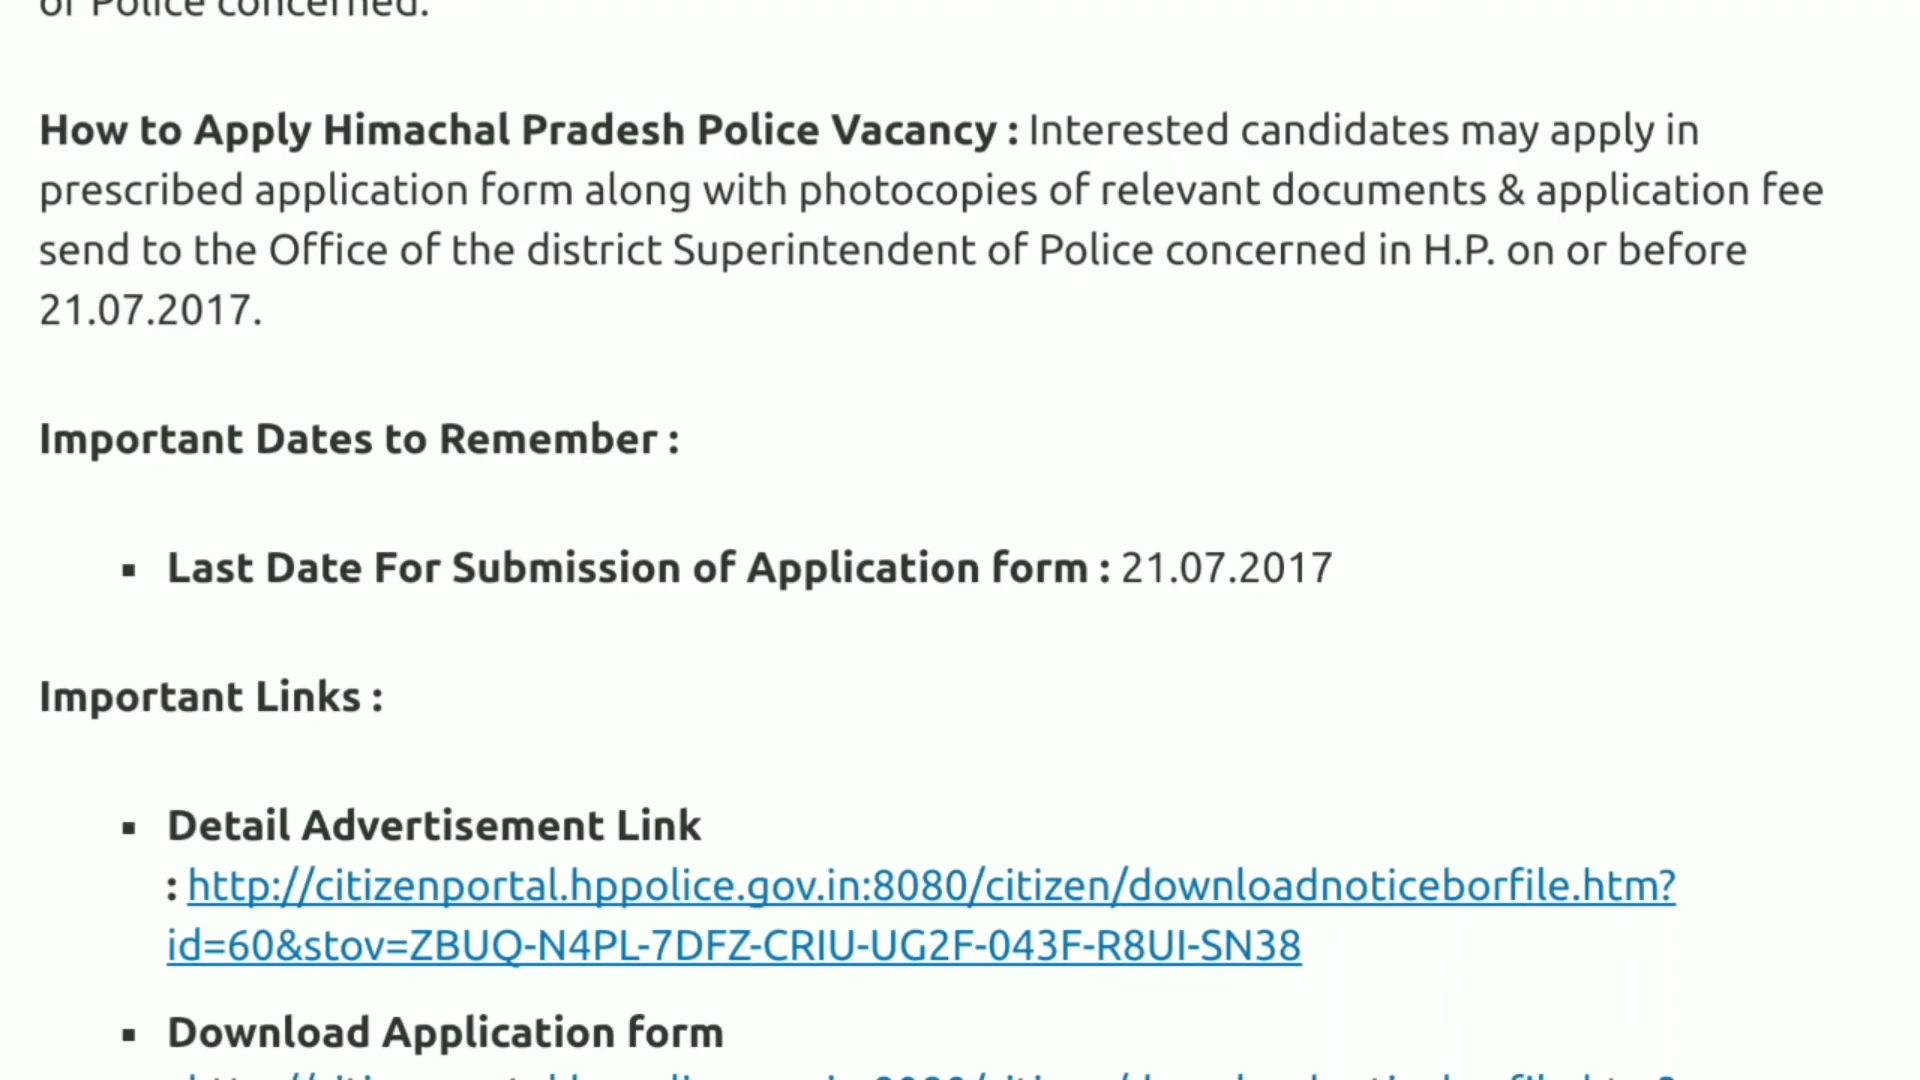 of Police concerned.
How to Apply Himachal Pradesh Police Vacancy : Interested candidates may apply in
prescribed application form along with photocopies of relevant documents & application fee
send to the Office of the district Superintendent of Police concerned in H.P. on or before
21.07.2017.
Important Dates to Remember :
▪ Last Date For Submission of Application form : 21.07.2017
Important Links :
▪ Detail Advertisement Link
: http://citizenportal.hppolice.gov.in:8080/citizen/downloadnoticeborfile.htm?
id=60&stov=ZBUQ-N4PL-7DFZ-CRIU-UG2F-043F-R8UI-SN38
▪ Download Application form